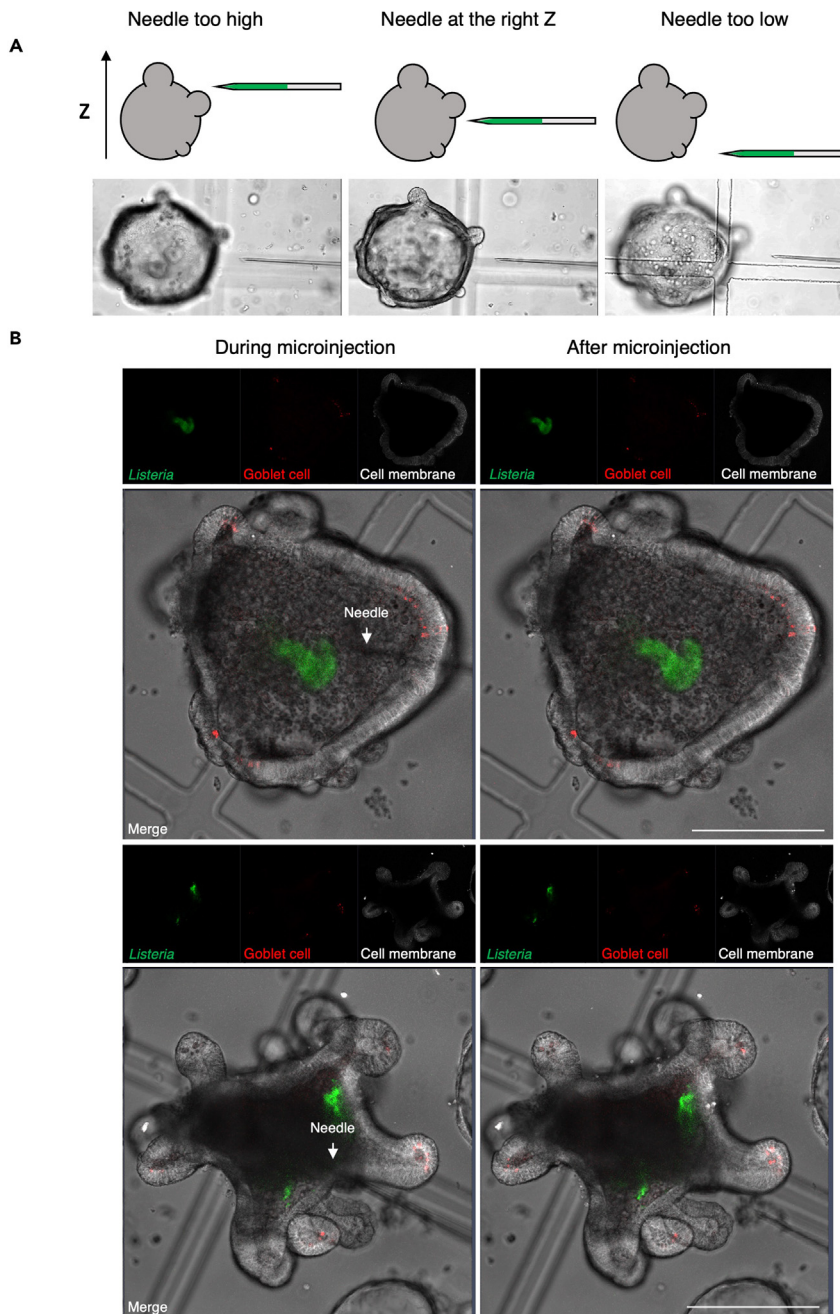 Needle too high
Needle at the right Z
Needle too low
A
Z
B
During microinjection
After microinjection
Listeria
Goblet cell
Cell membrane
Listeria
Goblet cell
Cell membrane
Needle
Merge
Listeria
Goblet cell
Cell membrane
Listeria
Goblet cell
Cell membrane
Needle
Merge